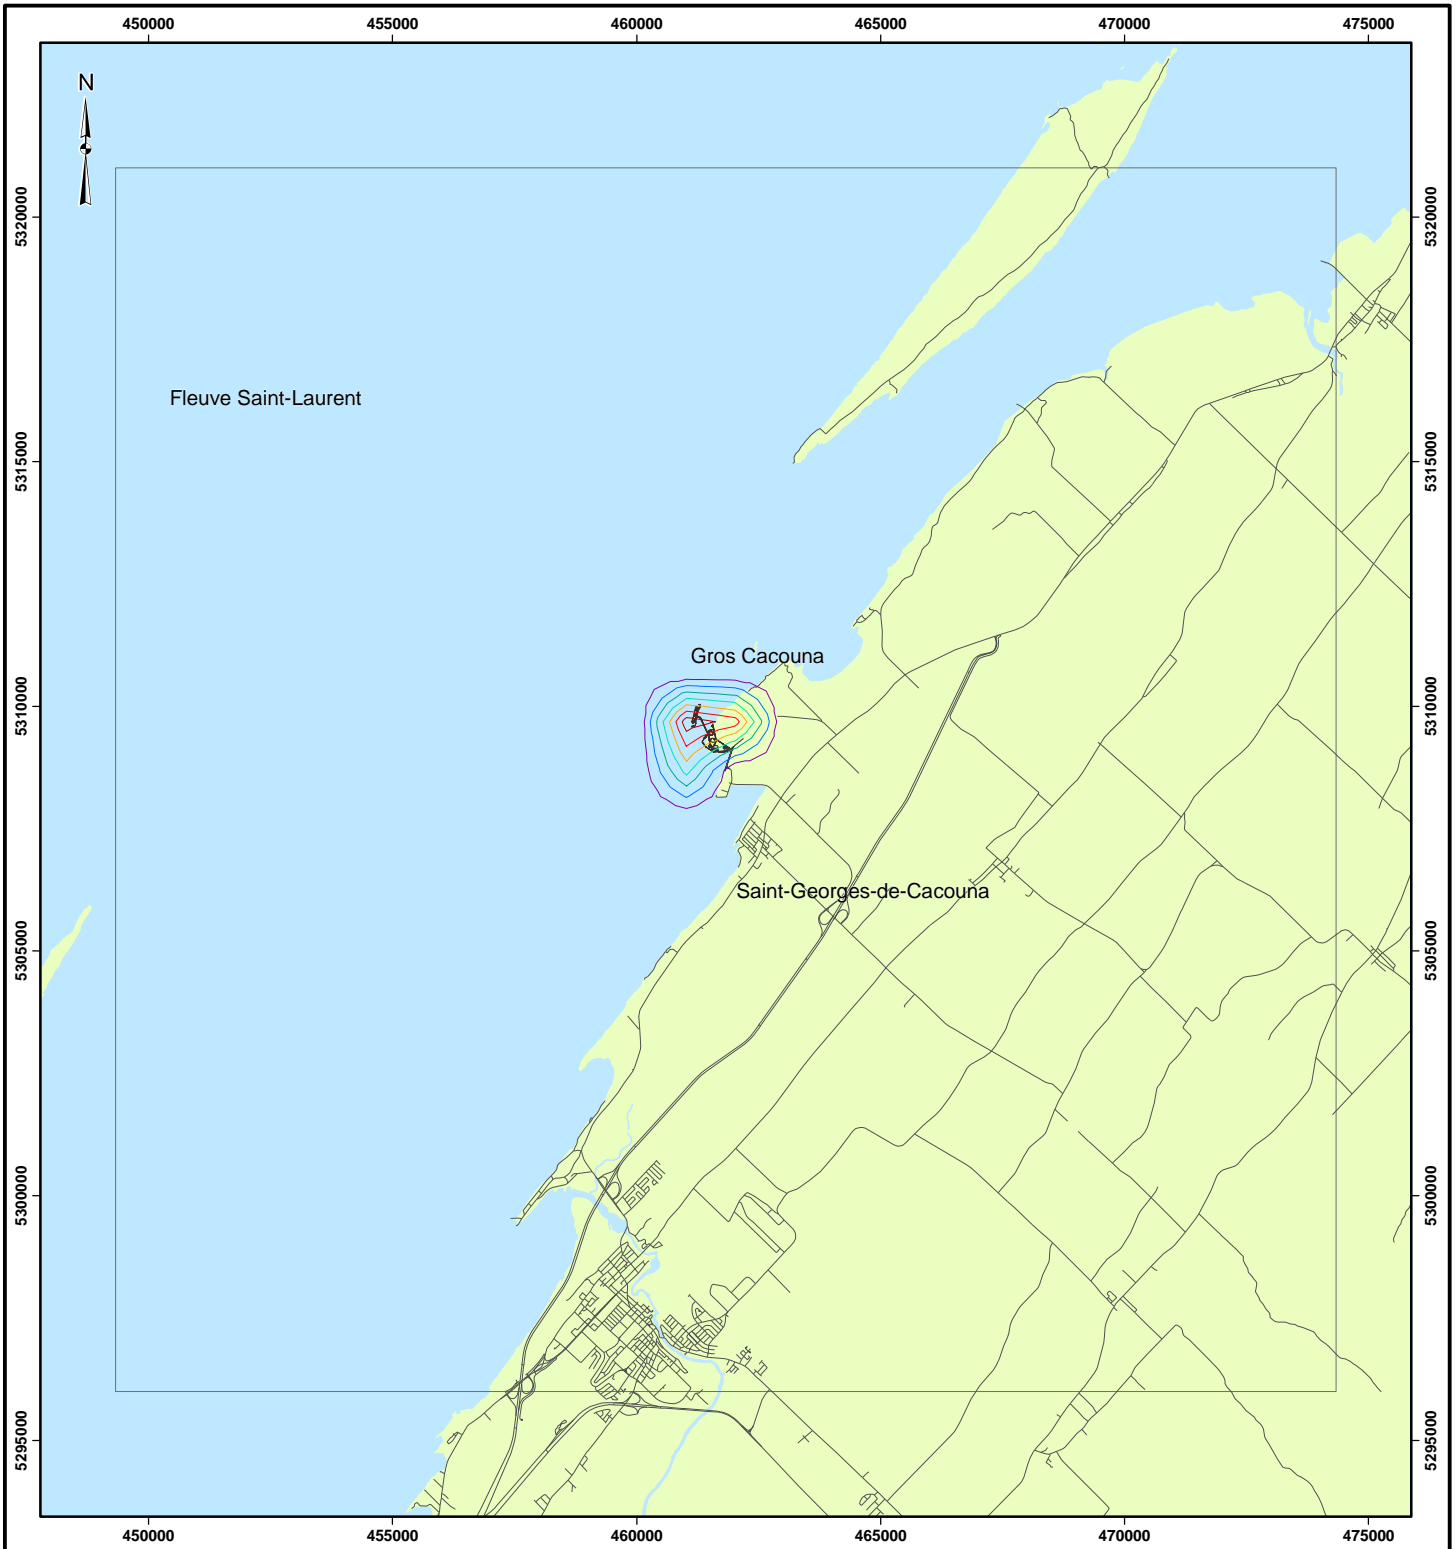 450000 455000 460000 465000 470000 475000
N
5320000 5320000
Fleuve Saint-Laurent
5315000 5315000
Gros Cacouna
5310000 5310000
Saint-Georges-de-Cacouna
5305000 5305000
5300000 5300000
5295000 5295000
450000 455000 460000 465000 470000 475000